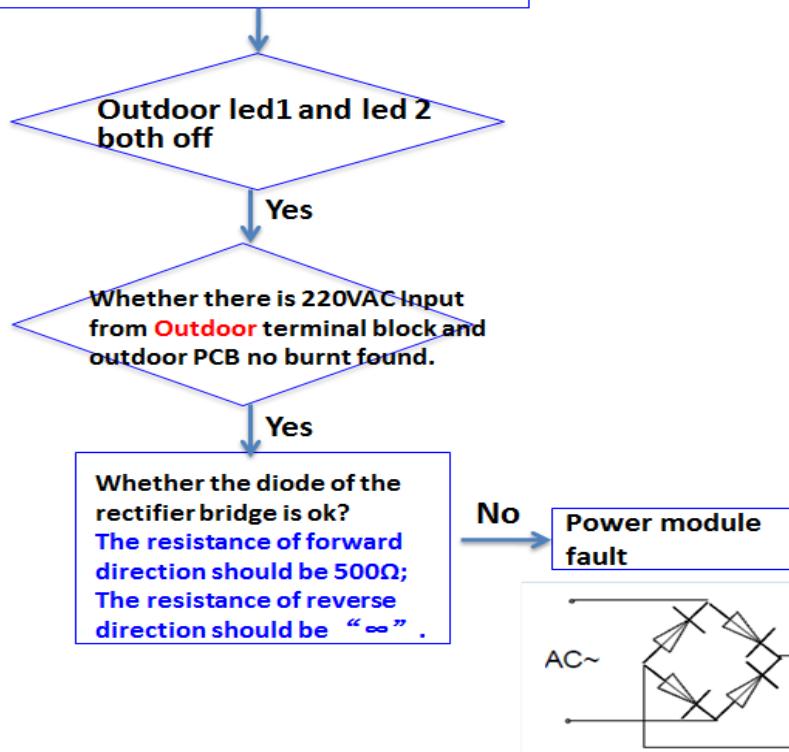 Outdoor led1 and led 2
both off
Yes
Whether there is 220VAC Input
from Outdoor terminal block and
outdoor PCB no burnt found.
Yes
Whether the diode of the
rectifier bridge is ok?
The resistance of forward
direction should be 500Ω;
The resistance of reverse
direction should be “∞”.
No
Power module
fault
AC~